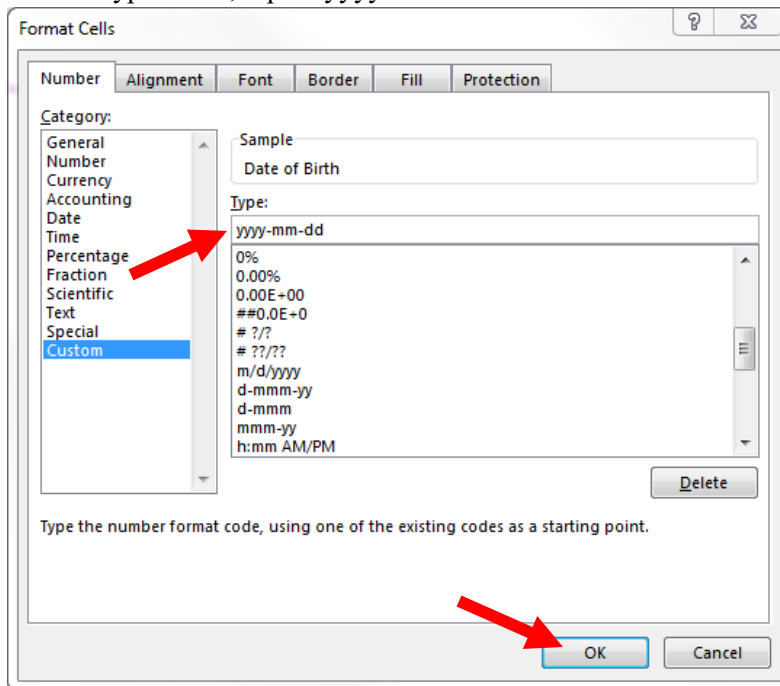 Format Cells
Number Alignment Font Border Fill Protection
Category:
General
Number
Currency
Accounting
Date
Time
Percentage
Fraction
Scientific
Text
Special
Custom
Sample
Date of Birth
Type:
yyyy-mm-dd
0%
0.00%
0.00E+00
##0.0E+0
# ?/?
# ??/??
m/d/yyyy
d-mmm-yy
d-mmm
mmm-yy
h:mm AM/PM
Delete
Type the number format code, using one of the existing codes as a starting point.
OK Cancel